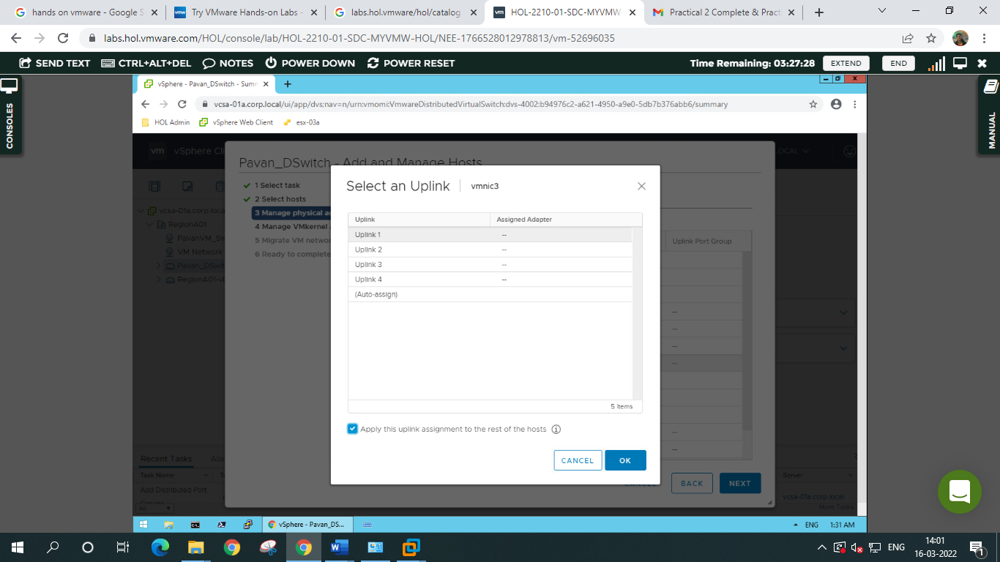 hands on vmware - Google S
Try VMware Hands-on Labs -
labs.hol.vmware/hol/catalog
HOL-2210-01-SDC-MYVMW-
Practical 2 Complete & Pract
labs.hol.vmware.com/HOL/console/lab/HOL-2210-01-SDC-MYVMW-HOL/NEE-1766528012978813/vm-52696035
SEND TEXT
CTRL+ALT+DEL
NOTES
POWER DOWN
POWER RESET
Time Remaining: 03:27:28
EXTEND
END
CONSOLES
MANUAL
vSphere - Pavan_DSwitch - Sum
vcsa-01a.corp.local/ui/app/dvs;nav=n/urn:vmomi:VmwareDistributedVirtualSwitch:dvs-4002:b94976c2-a621-4950-a9e0-5db7b376abb6/summary
HOL Admin
vSphere Web Client
esx-03a
vm
vSphere Cli
LOCAL
Pavan_DSwitch - Add and Manage Hosts
1 Select task
2 Select hosts
3 Manage physical a
4 Manage VMkernel
5 Migrate VM networ
6 Ready to complete
vcsa-01a.corp.loca
RegionA01
PavanVM_Sw
VM Network
Pavan_DSwit
RegionA01-vD
Select an Uplink
vmnic3
Uplink
Assigned Adapter
Uplink 1 --
Uplink 2 --
Uplink 3 --
Uplink 4 --
(Auto-assign)
5 items
Apply this uplink assignment to the rest of the hosts
CANCEL
OK
Uplink Port Group
--
--
--
--
--
--
CANCEL
BACK
NEXT
Recent Tasks
Ala
Task Name
Server
Add Distributed Port
vcsa-01a.corp.local
All
More Tasks
vSphere - Pavan_DS...
ENG
1:31 AM
ENG
14:01
16-03-2022
1